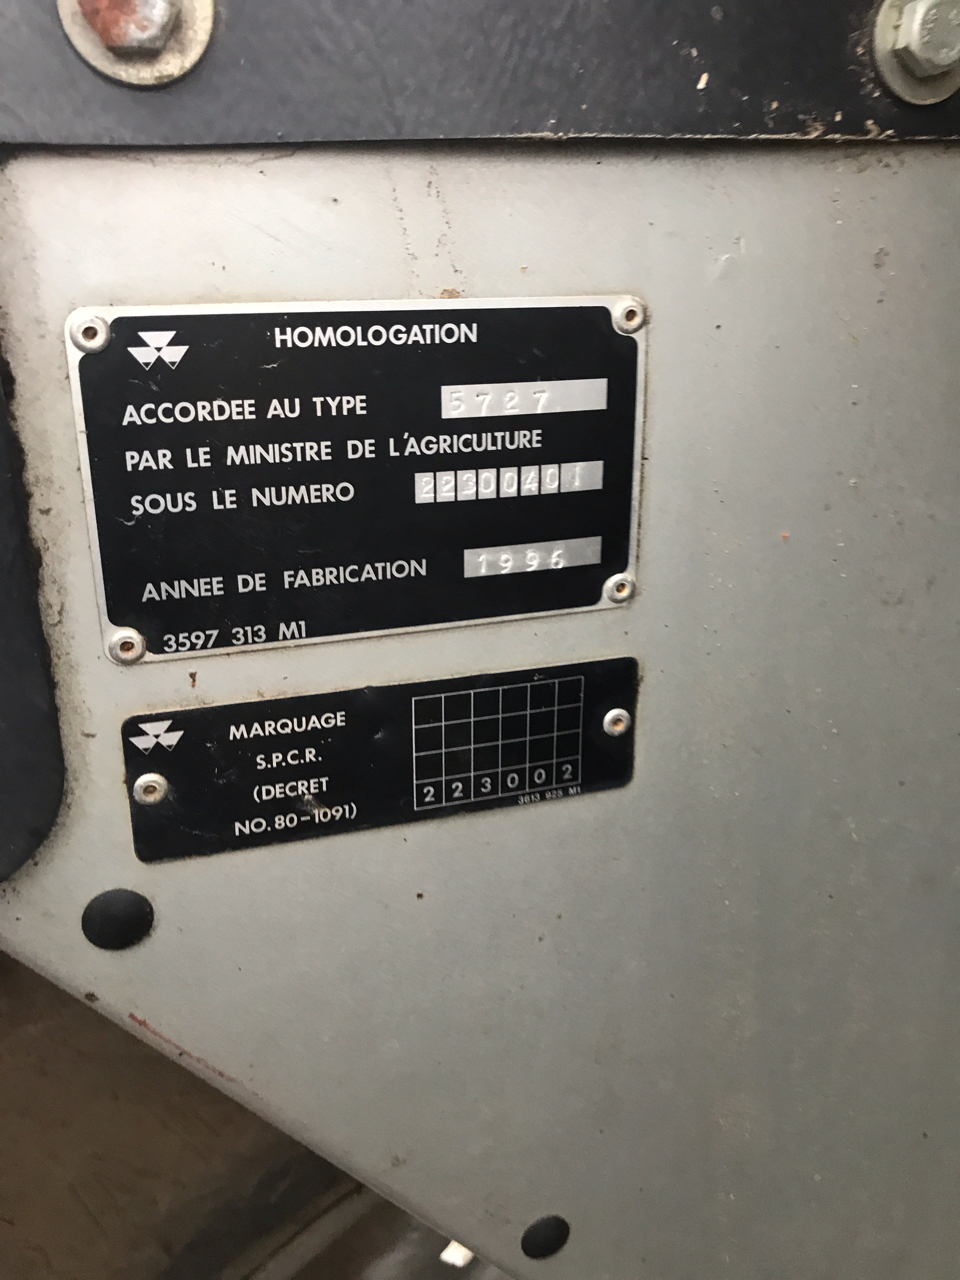 HOMOLOGATION
ACCORDEE AU TYPE 5727
PAR LE MINISTRE DE L'AGRICULTURE
SOUS LE NUMERO 22300401
ANNEE DE FABRICATION 1996
3597 313 M1
MARQUAGE
S.P.C.R.
(DECRET
NO. 80-1091)
223002
3613 925 M1